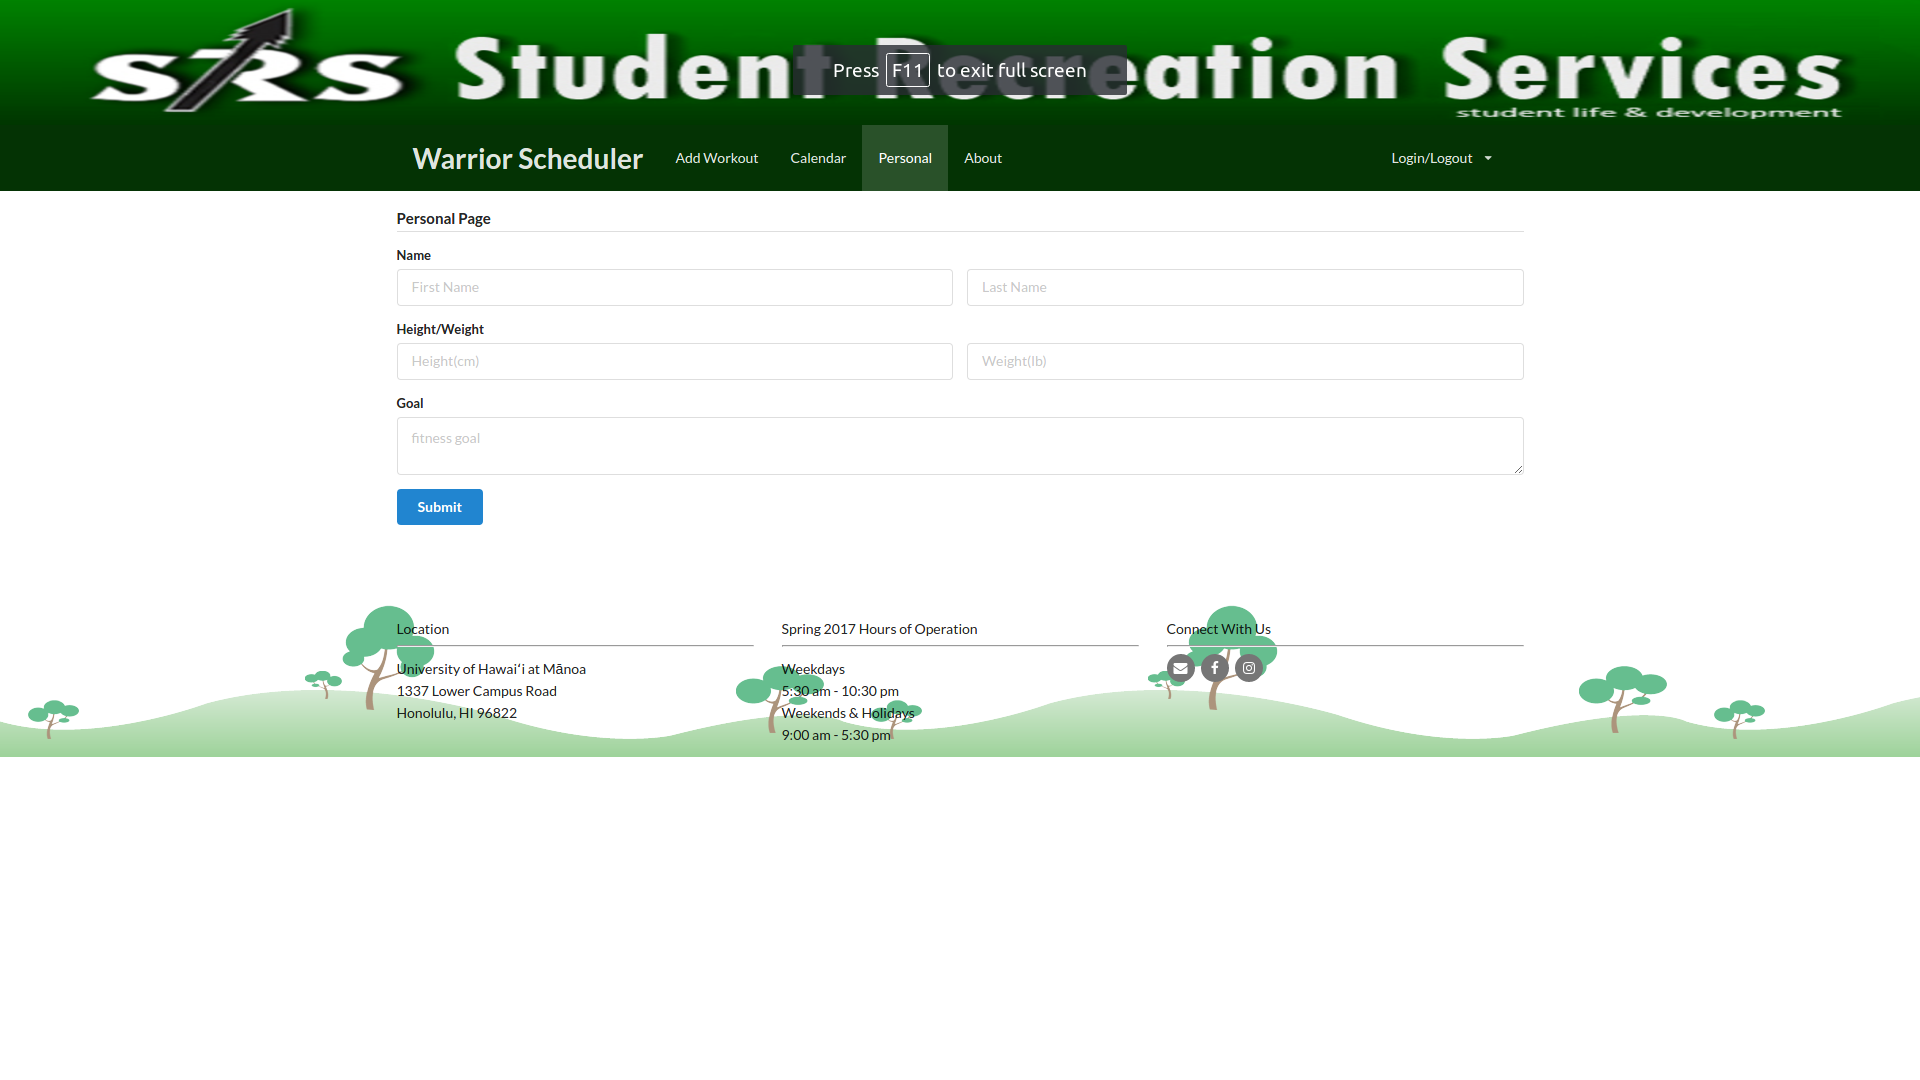 SRS Student Recreation Services
student life & development
Press F11 to exit full screen
Warrior Scheduler Add Workout Calendar Personal About Login/Logout
Personal Page
Name
First Name Last Name
Height/Weight
Height(cm) Weight(lb)
Goal
fitness goal
Submit
Location
University of Hawaiʻi at Mānoa
1337 Lower Campus Road
Honolulu, HI 96822
Spring 2017 Hours of Operation
Weekdays
5:30 am - 10:30 pm
Weekends & Holidays
9:00 am - 5:30 pm
Connect With Us